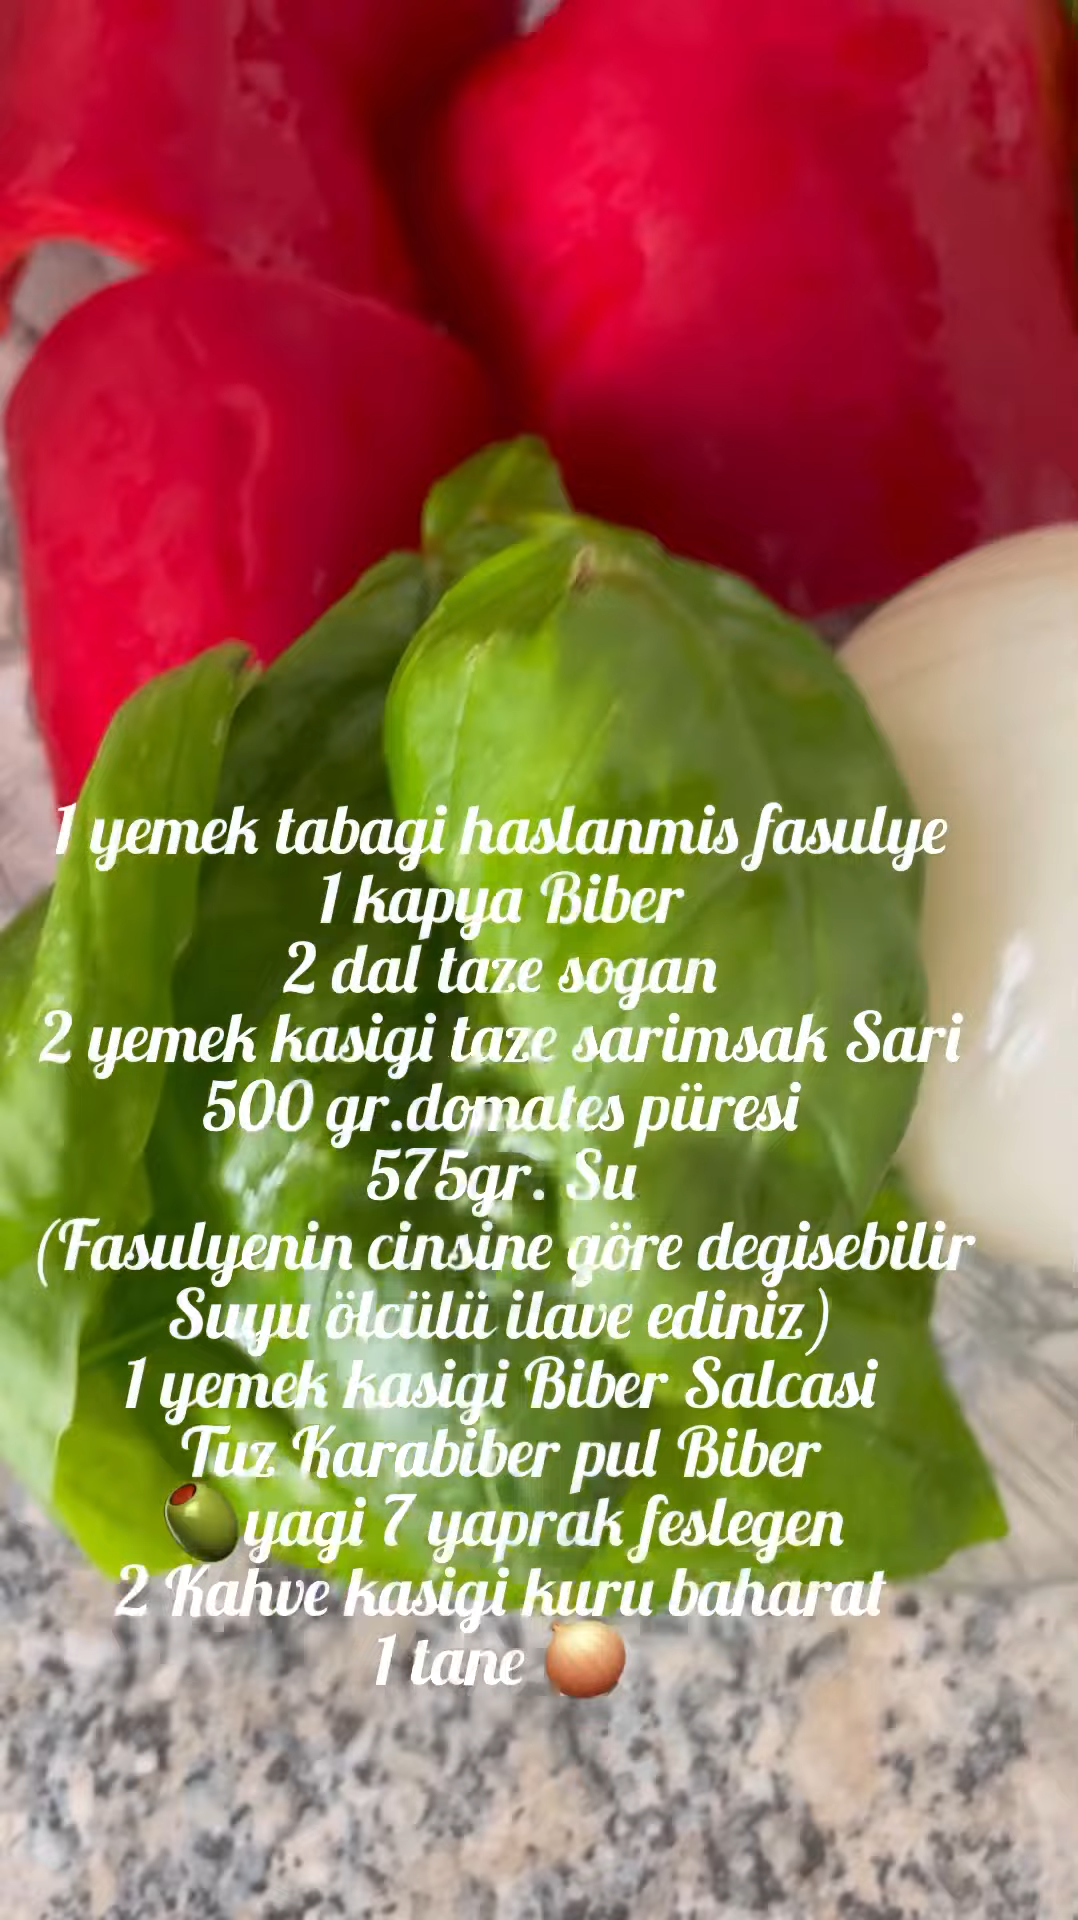 1 yemek tabagi haslanmis fasulye
1 kapya Biber
2 dal taze sogan
2 yemek kasigi taze sarimsak Sari
500 gr.domates püresi
575gr. Su
(Fasulyenin cinsine göre degisebilir
Suyu ölcülü ilave ediniz)
1 yemek kasigi Biber Salcasi
Tuz Karabiber pul Biber
🫒yagi 7 yaprak feslegen
2 Kahve kasigi kuru baharat
1 tane 🧅